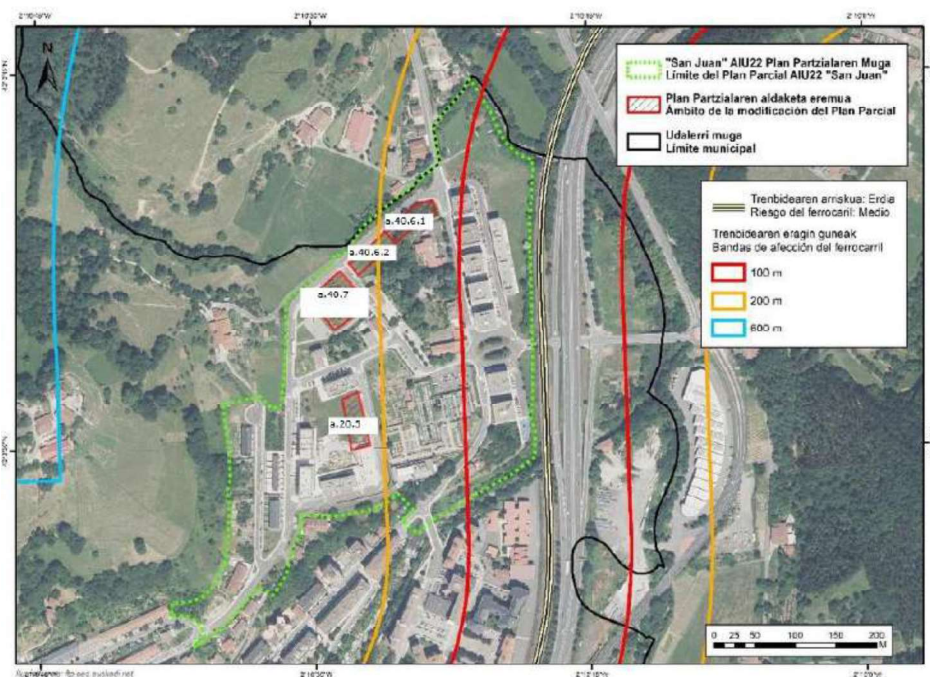 N
"San Juan" AIU22 Plan Partzialaren Muga
Límite del Plan Parcial AIU22 "San Juan"
Plan Partzialaren aldaketa eremua
Ámbito de la modificación del Plan Parcial
Udalerri muga
Límite municipal
Trenbidearen arriskua: Erdia
Riesgo del ferrocarril: Medio
Trenbidearen eragin guneak
Bandas de afección del ferrocarril
100 m
200 m
600 m
a.40.6.1
a.40.6.2
a.40.7
a.20.5
0 25 50 100 150 200
M